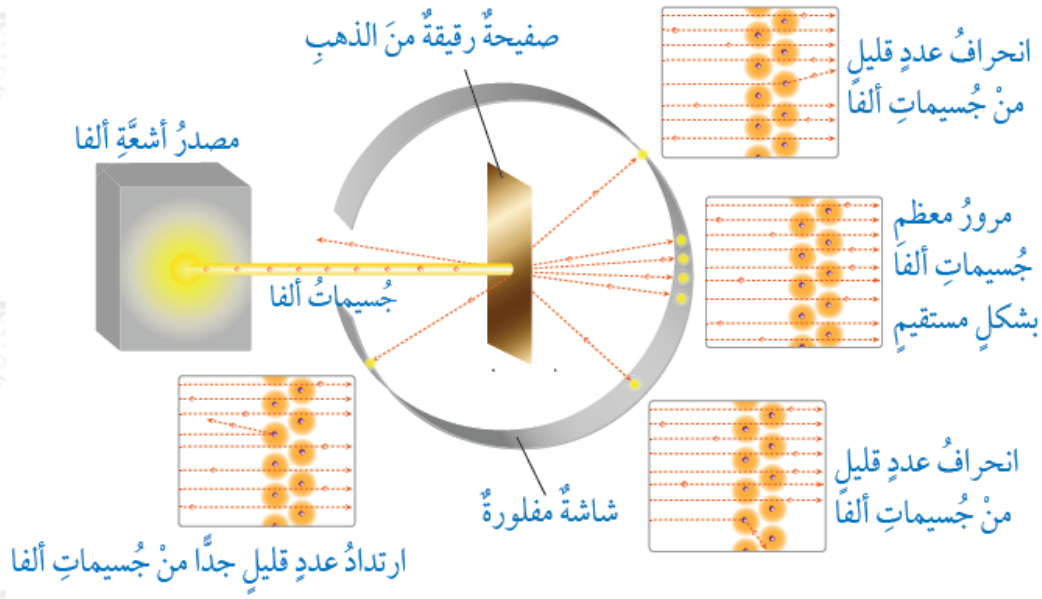 صفيحةٌ رقيقةٌ منَ الذهبِ
انحرافُ عددٍ قليلٍ
منْ جُسيماتِ ألفا
مصدرُ أشعَّةِ ألفا
مرورُ معظمِ
جُسيماتِ ألفا
بشكلٍ مستقيمٍ
جُسيماتُ ألفا
انحرافُ عددٍ قليلٍ
منْ جُسيماتِ ألفا
شاشةٌ مفلورةٌ
ارتدادُ عددٍ قليلٍ جدًّا منْ جُسيماتِ ألفا